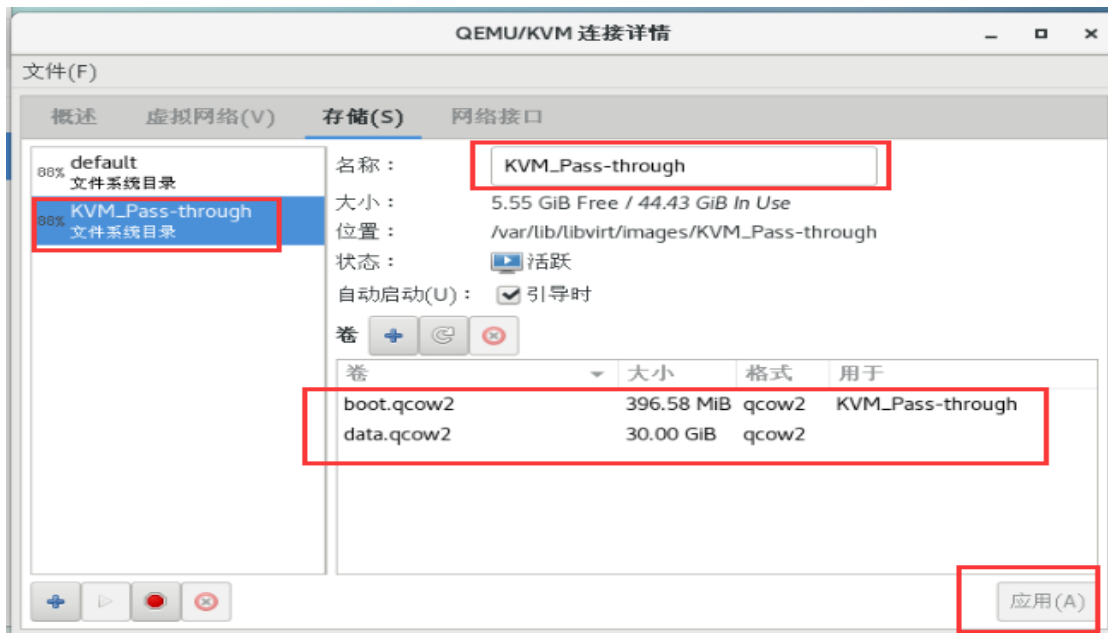 QEMU/KVM 连接详情
文件(F)
概述 虚拟网络(V) 存储(S) 网络接口
88% default
文件系统目录
88% KVM_Pass-through
文件系统目录
名称： KVM_Pass-through
大小： 5.55 GiB Free / 44.43 GiB In Use
位置： /var/lib/libvirt/images/KVM_Pass-through
状态： 活跃
自动启动(U)： 引导时
卷
卷 大小 格式 用于
boot.qcow2 396.58 MiB qcow2 KVM_Pass-through
data.qcow2 30.00 GiB qcow2
应用(A)